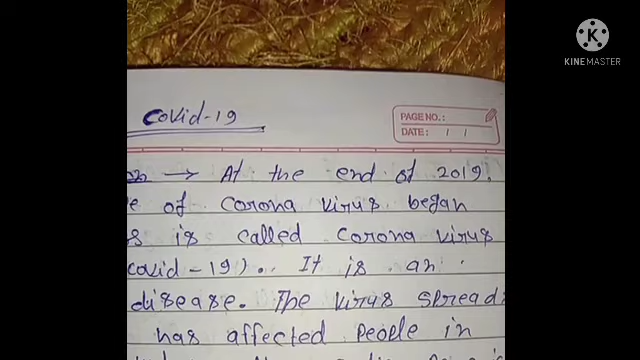 K
KINEMASTER
Covid-19
PAGE NO.:
DATE: / /
→ At the end of 2019.
of corona virus began
is called corona virus
covid-19). It is an
disease. The virus spread
has affected people in